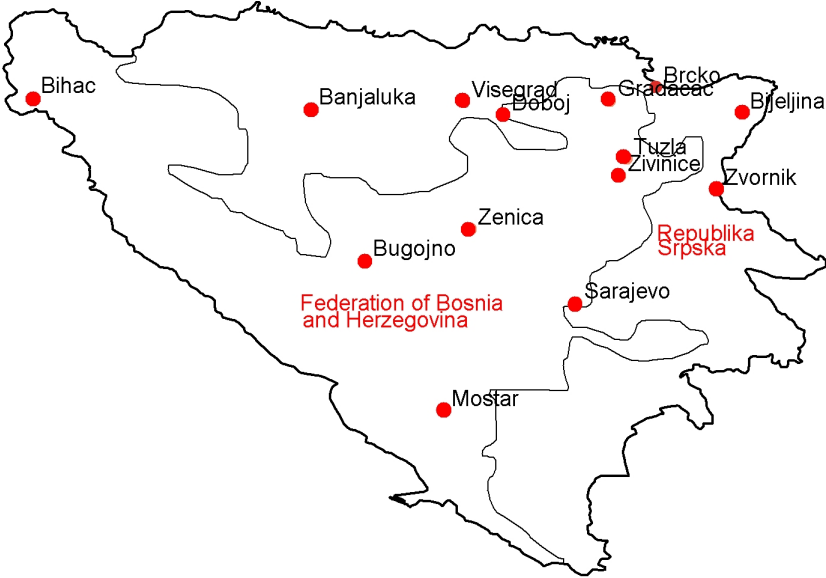 Brcko
Bihac
Banjaluka
Visegrad
Gradacac
Doboj
Bijeljina
Tuzla
Zivinice
Zvornik
Zenica
Republika
Srpska
Bugojno
Sarajevo
Federation of Bosnia
and Herzegovina
Mostar